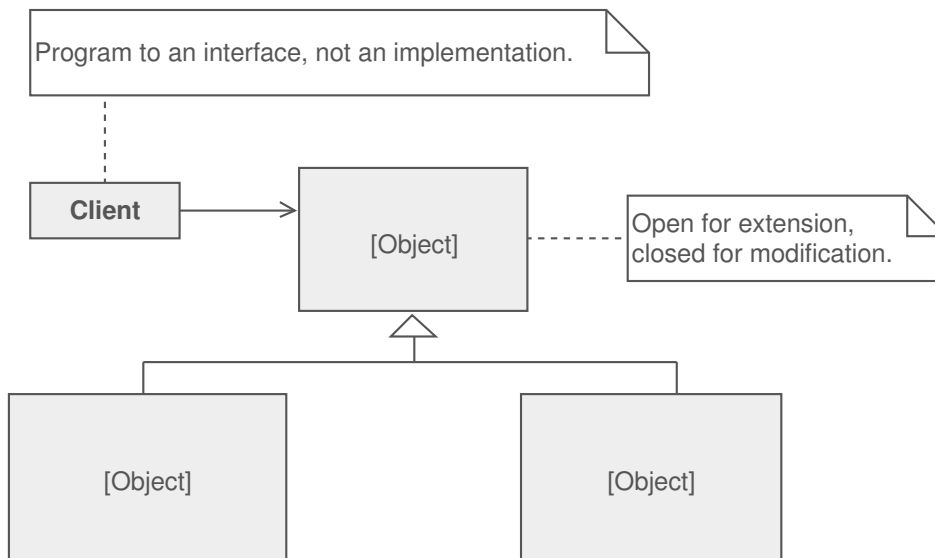 Program to an interface, not an implementation.
Client
[Object]
Open for extension,
closed for modification.
[Object]
[Object]